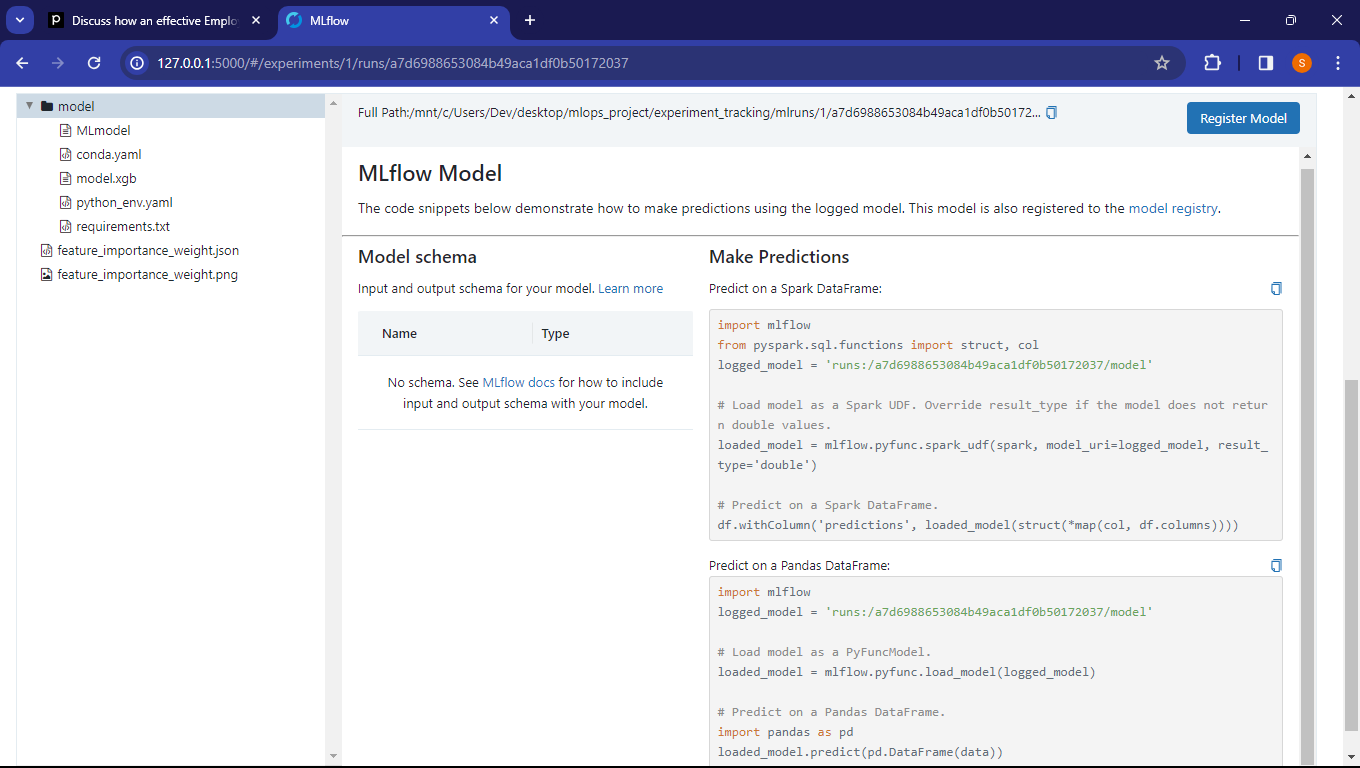 Discuss how an effective Emplo
MLflow
127.0.0.1:5000/#/experiments/1/runs/a7d6988653084b49aca1df0b50172037
S
model
MLmodel
conda.yaml
model.xgb
python_env.yaml
requirements.txt
feature_importance_weight.json
feature_importance_weight.png
Full Path:/mnt/c/Users/Dev/desktop/mlops_project/experiment_tracking/mlruns/1/a7d6988653084b49aca1df0b50172...
Register Model
MLflow Model
The code snippets below demonstrate how to make predictions using the logged model. This model is also registered to the model registry.
Model schema
Input and output schema for your model. Learn more
Name Type
No schema. See MLflow docs for how to include
input and output schema with your model.
Make Predictions
Predict on a Spark DataFrame:
import mlflow
from pyspark.sql.functions import struct, col
logged_model = 'runs:/a7d6988653084b49aca1df0b50172037/model'
# Load model as a Spark UDF. Override result_type if the model does not retur
n double values.
loaded_model = mlflow.pyfunc.spark_udf(spark, model_uri=logged_model, result_
type='double')
# Predict on a Spark DataFrame.
df.withColumn('predictions', loaded_model(struct(*map(col, df.columns))))
Predict on a Pandas DataFrame:
import mlflow
logged_model = 'runs:/a7d6988653084b49aca1df0b50172037/model'
# Load model as a PyFuncModel.
loaded_model = mlflow.pyfunc.load_model(logged_model)
# Predict on a Pandas DataFrame.
import pandas as pd
loaded_model.predict(pd.DataFrame(data))